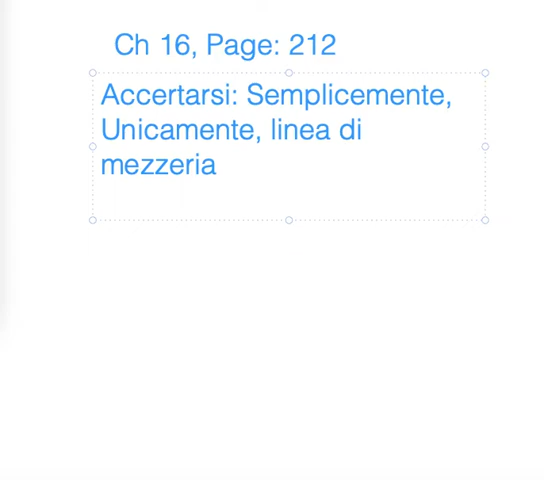 Ch 16, Page: 212
Accertarsi: Semplicemente,
Unicamente, linea di
mezzeria